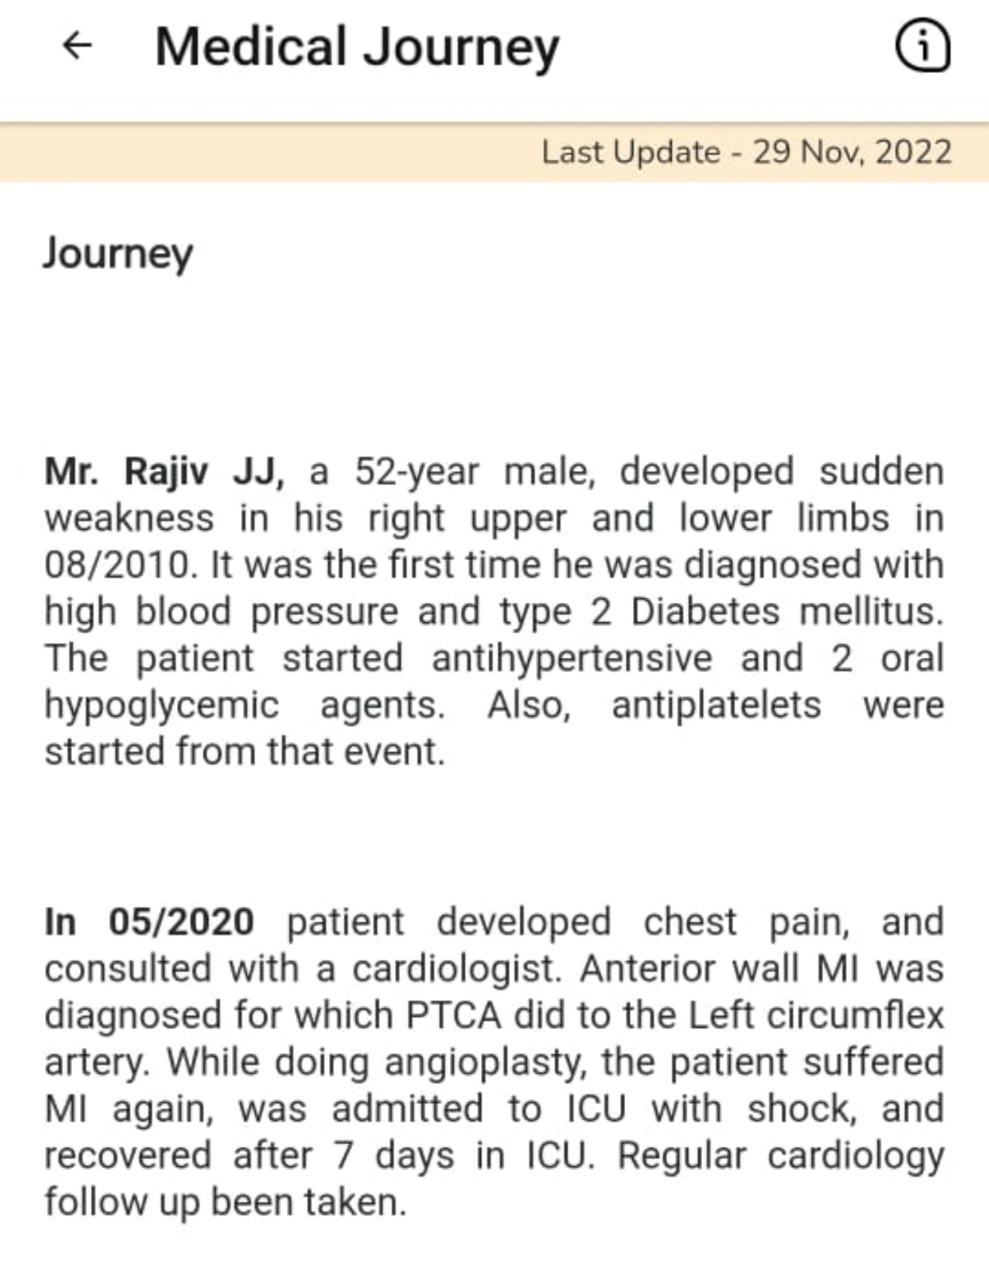 Medical Journey
Last Update - 29 Nov, 2022
Journey
Mr. Rajiv JJ, a 52-year male, developed sudden
weakness in his right upper and lower limbs in
08/2010. It was the first time he was diagnosed with
high blood pressure and type 2 Diabetes mellitus.
The patient started antihypertensive and 2 oral
hypoglycemic agents. Also, antiplatelets were
started from that event.
In 05/2020 patient developed chest pain, and
consulted with a cardiologist. Anterior wall MI was
diagnosed for which PTCA did to the Left circumflex
artery. While doing angioplasty, the patient suffered
MI again, was admitted to ICU with shock, and
recovered after 7 days in ICU. Regular cardiology
follow up been taken.